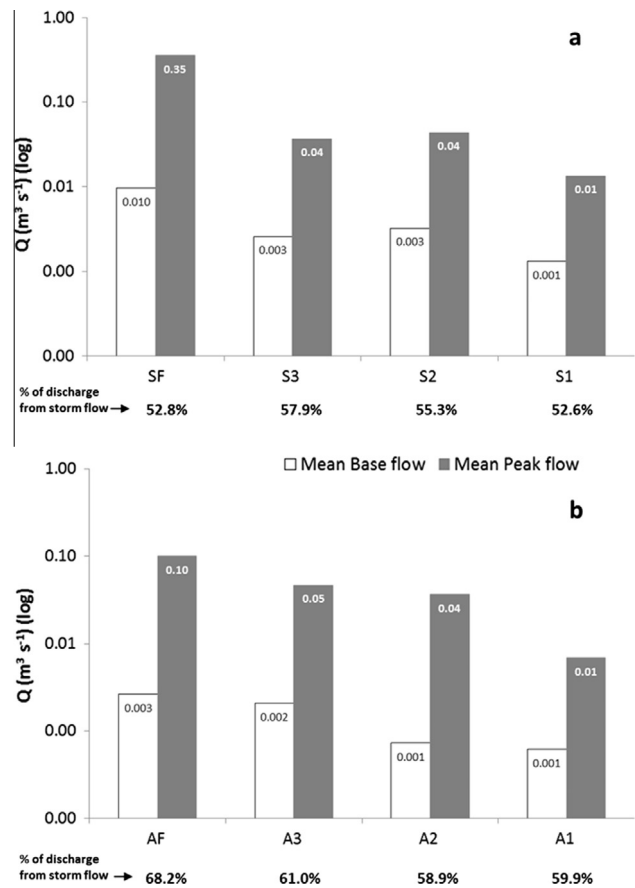 a
1.00
0.10
0.01
0.00
0.00
Q (m³ s⁻¹) (log)
0.35
0.010
0.04
0.003
0.04
0.003
0.01
0.001
SF S3 S2 S1
% of discharge
from storm flow → 52.8% 57.9% 55.3% 52.6%
Mean Base flow Mean Peak flow
b
1.00
0.10
0.01
0.00
0.00
Q (m³ s⁻¹) (log)
0.10
0.003
0.05
0.002
0.04
0.001
0.01
0.001
AF A3 A2 A1
% of discharge
from storm flow → 68.2% 61.0% 58.9% 59.9%